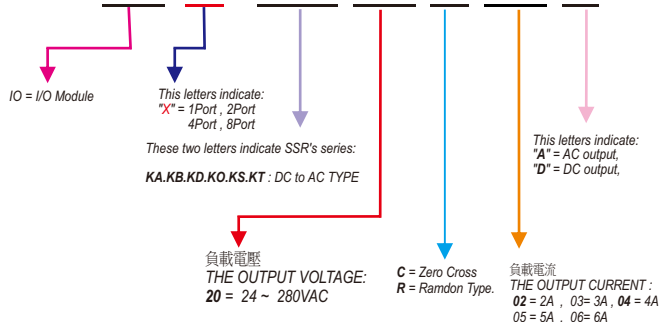 IO = I/O Module
This letters indicate:
"X" = 1Port , 2Port
4Port , 8Port
These two letters indicate SSR's series:
KA.KB.KD.KO.KS.KT : DC to AC TYPE
This letters indicate:
"A" = AC output,
"D" = DC output,
負載電壓
THE OUTPUT VOLTAGE:
20 = 24 ~ 280VAC
C = Zero Cross
R = Ramdon Type.
負載電流
THE OUTPUT CURRENT :
02 = 2A , 03= 3A , 04 = 4A
05 = 5A , 06= 6A